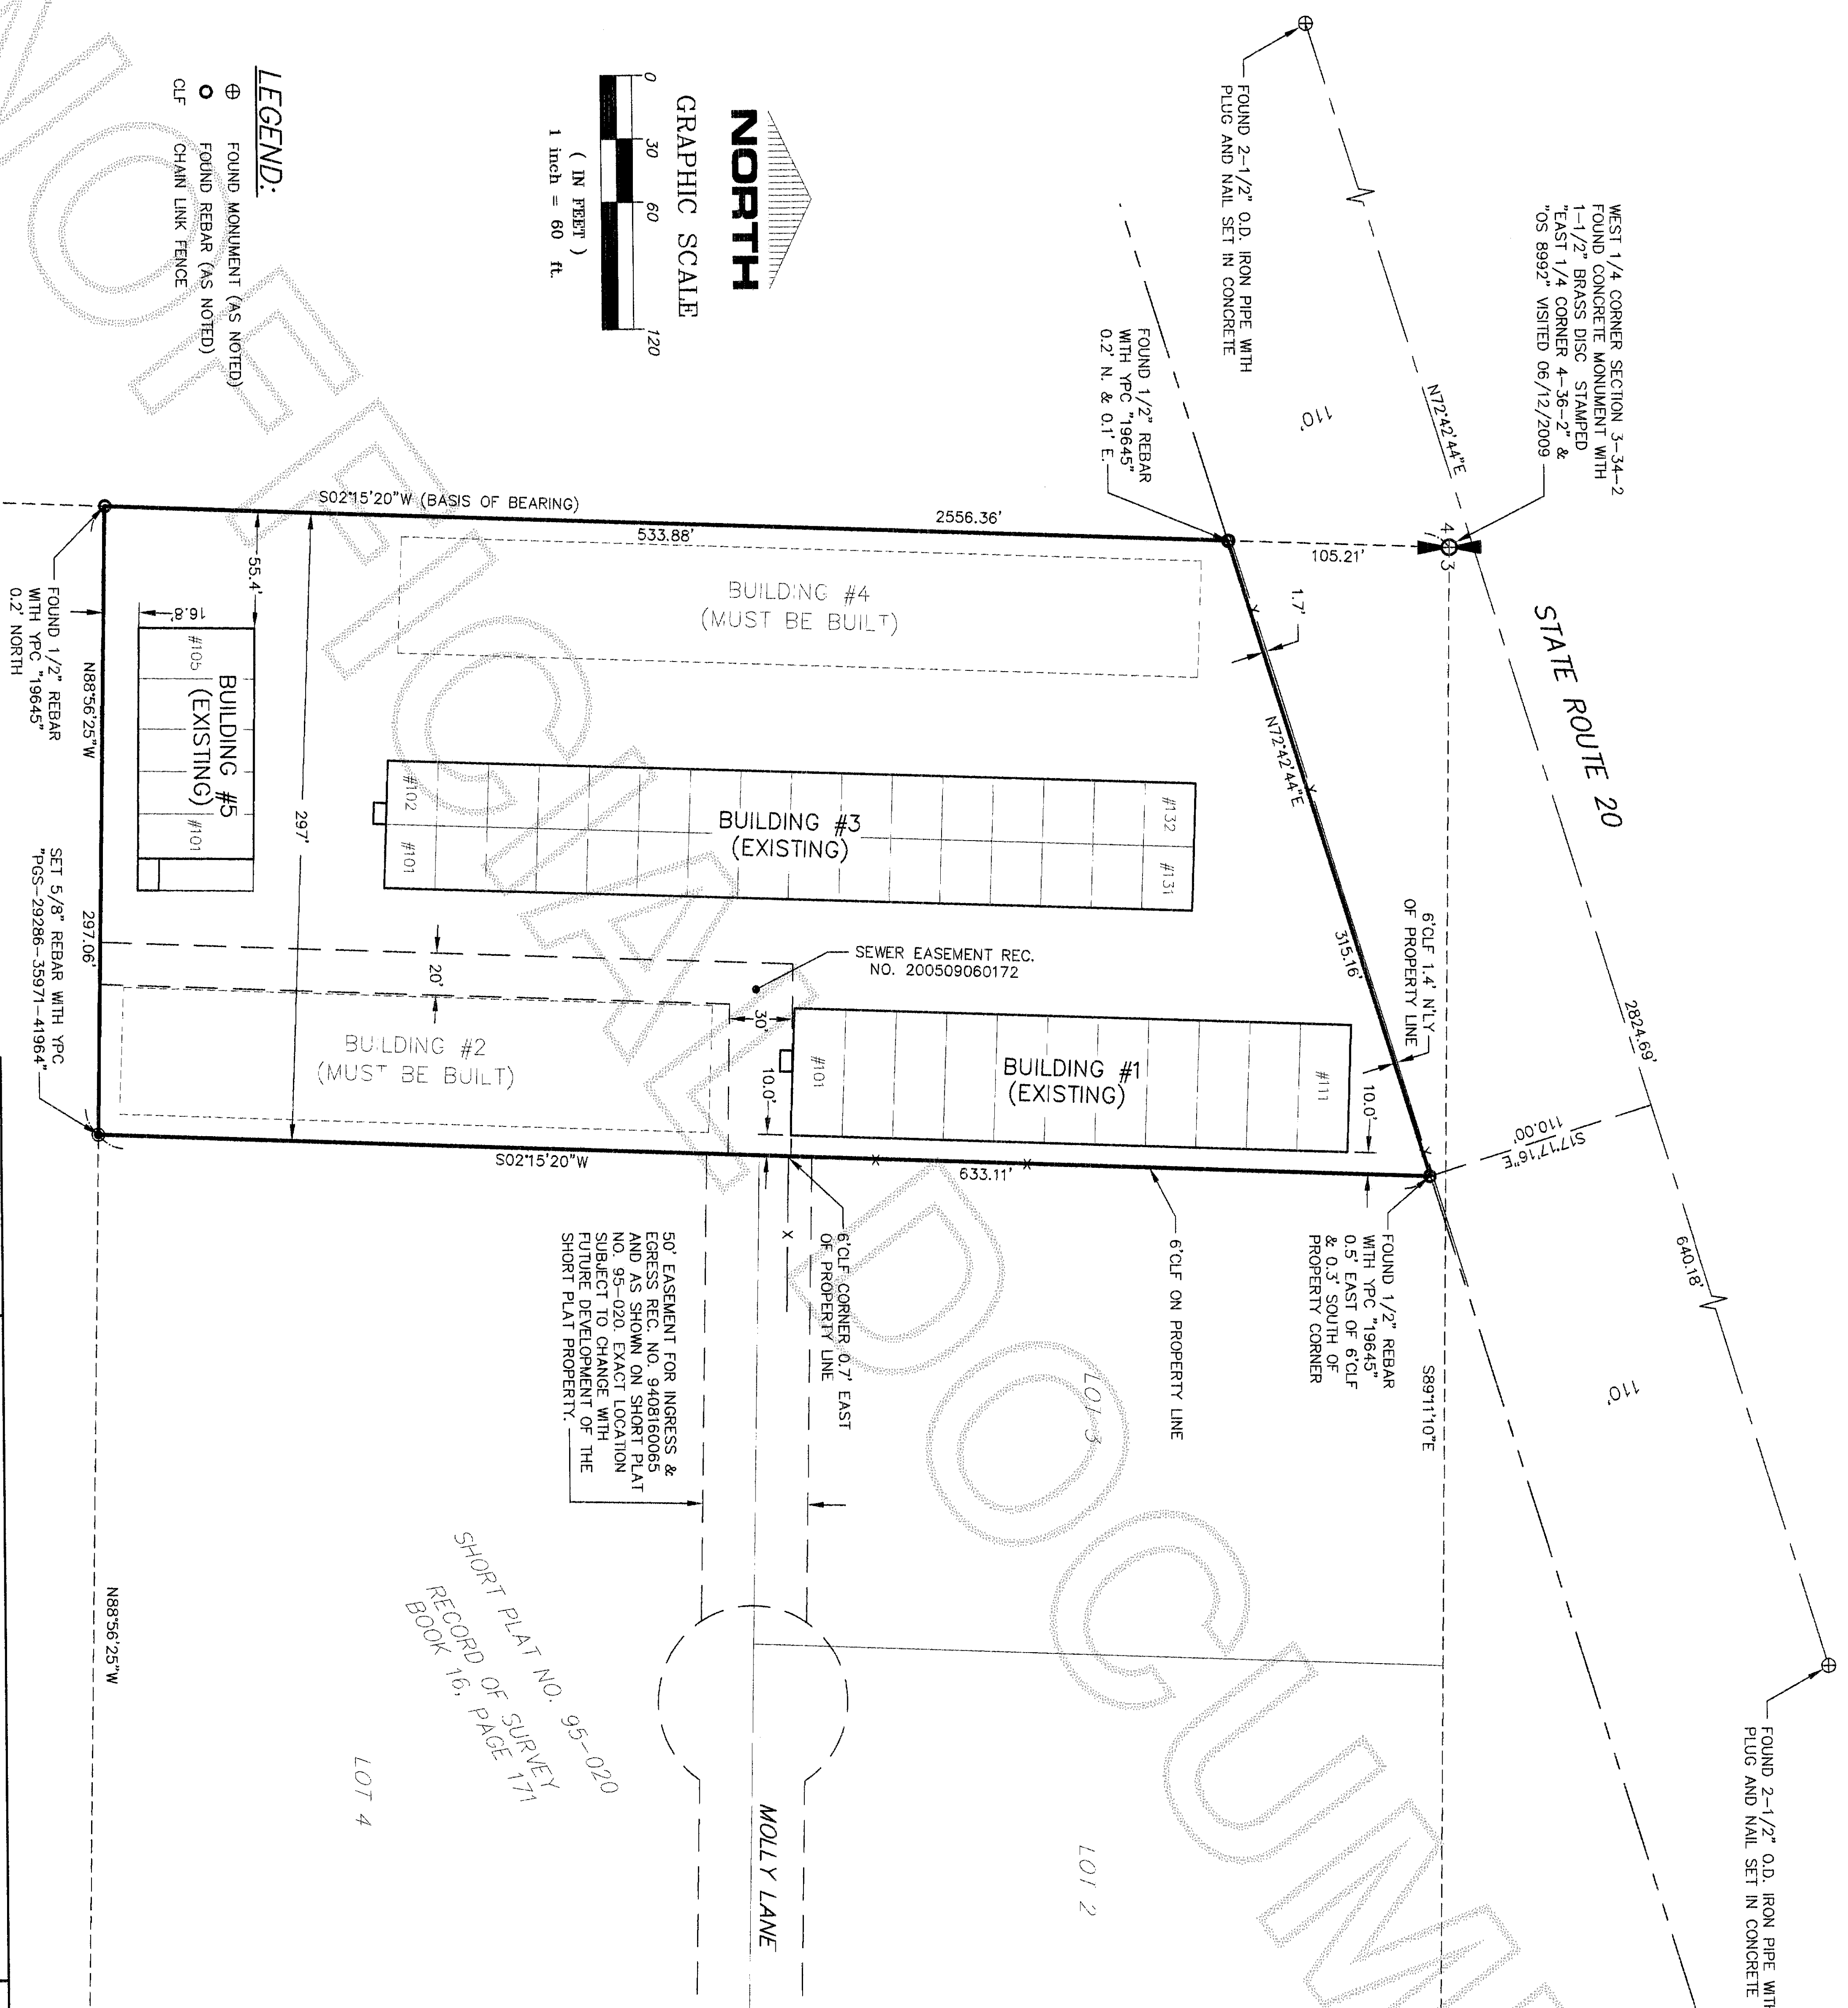 WEST 1/4 CORNER SECTION 3-34-2
FOUND CONCRETE MONUMENT WITH
1-1/2" BRASS DISC STAMPED
"EAST 1/4 CORNER 4-36-2" &
"OS 8992" VISITED 06/12/2009
FOUND 2-1/2" O.D. IRON PIPE WITH
PLUG AND NAIL SET IN CONCRETE
N72°42'44"E
110'
STATE ROUTE 20
2824.69'
640.18'
S17°17'16"E
110.00'
110'
FOUND 2-1/2" O.D. IRON PIPE WITH
PLUG AND NAIL SET IN CONCRETE
4
3
105.21'
S89°11'10"E
FOUND 1/2" REBAR
WITH YPC "19645"
0.2' N. & 0.1' E.
1.7'
N72°42'44"E
315.16'
6'CLF 1.4' N'LY
OF PROPERTY LINE
10.0'
FOUND 1/2" REBAR
WITH YPC "19645"
0.5' EAST OF 6'CLF
& 0.3' SOUTH OF
PROPERTY CORNER
6'CLF ON PROPERTY LINE
NORTH
GRAPHIC SCALE
0
30
60
120
( IN FEET )
1 inch = 60 ft.
LEGEND:
FOUND MONUMENT (AS NOTED)
FOUND REBAR (AS NOTED)
CLF
CHAIN LINK FENCE
S02°15'20"W (BASIS OF BEARING)
2556.36'
533.88'
BUILDING #4
(MUST BE BUILT)
BUILDING #3
(EXISTING)
#132
#131
#102
#101
BUILDING #1
(EXISTING)
#111
#101
BUILDING #2
(MUST BE BUILT)
BUILDING #5
(EXISTING)
#105
#101
55.4'
16.8'
297'
20'
30'
10.0'
SEWER EASEMENT REC.
NO. 200509060172
S02°15'20"W
633.11'
6'CLF CORNER 0.7' EAST
OF PROPERTY LINE
50' EASEMENT FOR INGRESS &
EGRESS REC. NO. 9408160065
AND AS SHOWN ON SHORT PLAT
NO. 95-020. EXACT LOCATION
SUBJECT TO CHANGE WITH
FUTURE DEVELOPMENT OF THE
SHORT PLAT PROPERTY.
LOT 3
LOT 2
MOLLY LANE
LOT 4
SHORT PLAT NO. 95-020
RECORD OF SURVEY
BOOK 16, PAGE 171
FOUND 1/2" REBAR
WITH YPC "19645"
0.2' NORTH
N88°56'25"W
297.06'
SET 5/8" REBAR WITH YPC
"PGS-29286-35971-41964"
N88°56'25"W
UNOFFICIAL DOCUME